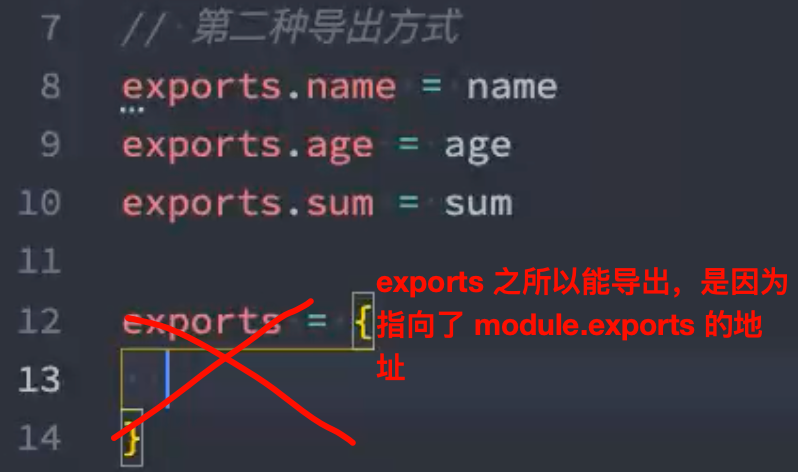 7 // 第二种导出方式
8 exports.name = name
9 exports.age = age
10 exports.sum = sum
11
12 exports = {
exports 之所以能导出，是因为
指向了 module.exports 的地
址
13
14 }